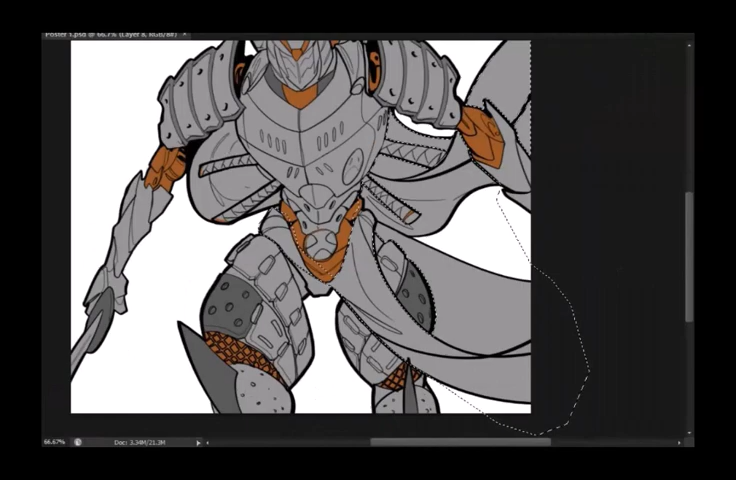 Poster 1.psd @ 66.7% (Layer 8, RGB/8#) ×
66.67% Doc: 3.34M/21.3M